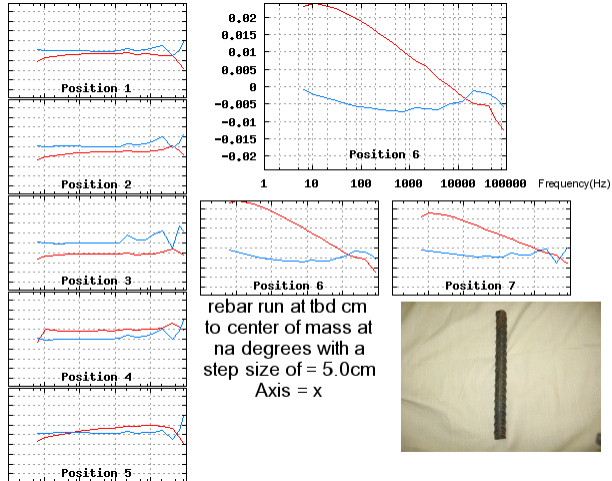 Position 1
Position 2
Position 3
Position 4
Position 5
0.02
0.015
0.01
0.005
0
-0.005
-0.01
-0.015
-0.02
Position 6
1 10 100 1000 10000 100000 Frequency(Hz)
Position 6
Position 7
rebar run at tbd cm
to center of mass at
na degrees with a
step size of = 5.0cm
Axis = x